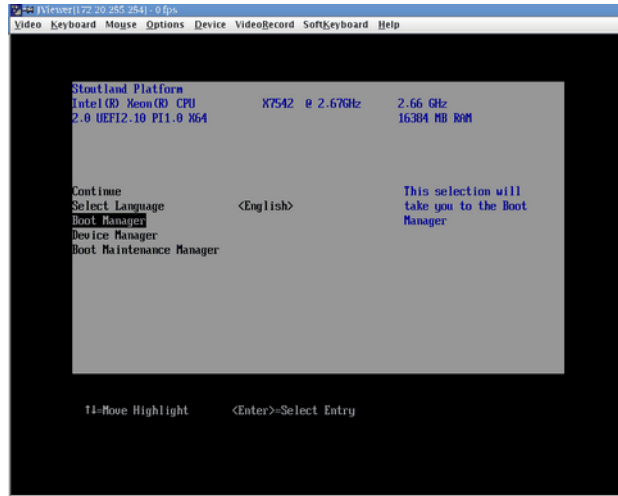 JViewer[172.20.255.254] - 0 fps
Video Keyboard Mouse Options Device VideoRecord SoftKeyboard Help
Stoutland Platform
Intel(R) Xeon(R) CPU X7542 @ 2.67GHz 2.66 GHz
2.0 UEFI2.10 PI1.0 X64 16384 MB RAM
Continue This selection will
Select Language <English> take you to the Boot
Boot Manager Manager
Device Manager
Boot Maintenance Manager
↑↓=Move Highlight <Enter>=Select Entry